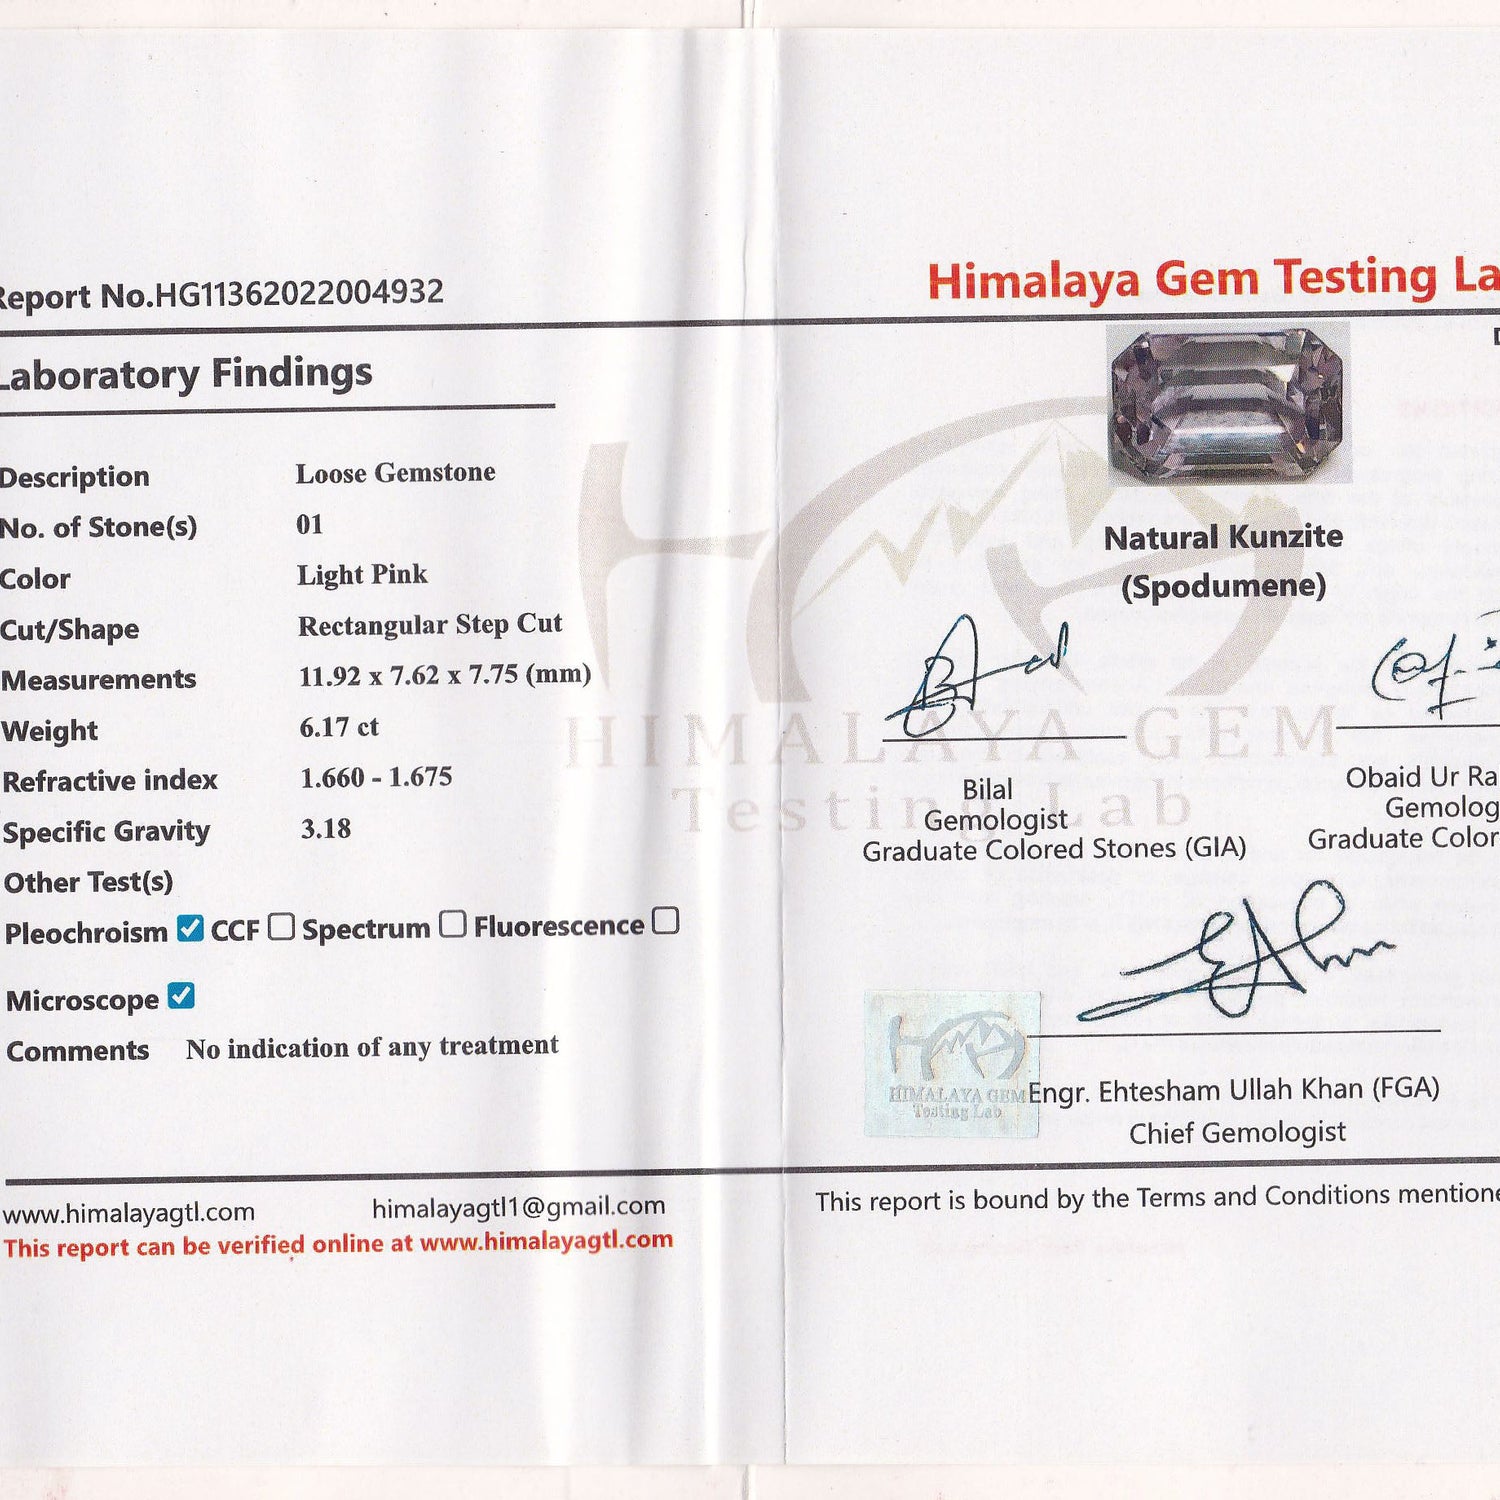 Report No.HG11362022004932
Laboratory Findings
Description Loose Gemstone
No. of Stone(s) 01
Color Light Pink
Cut/Shape Rectangular Step Cut
Measurements 11.92 x 7.62 x 7.75 (mm)
Weight 6.17 ct
Refractive index 1.660 - 1.675
Specific Gravity 3.18
Other Test(s)
Pleochroism CCF Spectrum Fluorescence
Microscope
Comments No indication of any treatment
www.himalayagtl.com himalayagtl1@gmail.com
This report can be verified online at www.himalayagtl.com
Himalaya Gem Testing La
Natural Kunzite
(Spodumene)
HIMALAYA GEM
Testing Lab
Bilal
Gemologist
Graduate Colored Stones (GIA)
Obaid Ur Ra
Gemolog
Graduate Color
HIMALAYA GEM
Testing Lab
Engr. Ehtesham Ullah Khan (FGA)
Chief Gemologist
This report is bound by the Terms and Conditions mentione